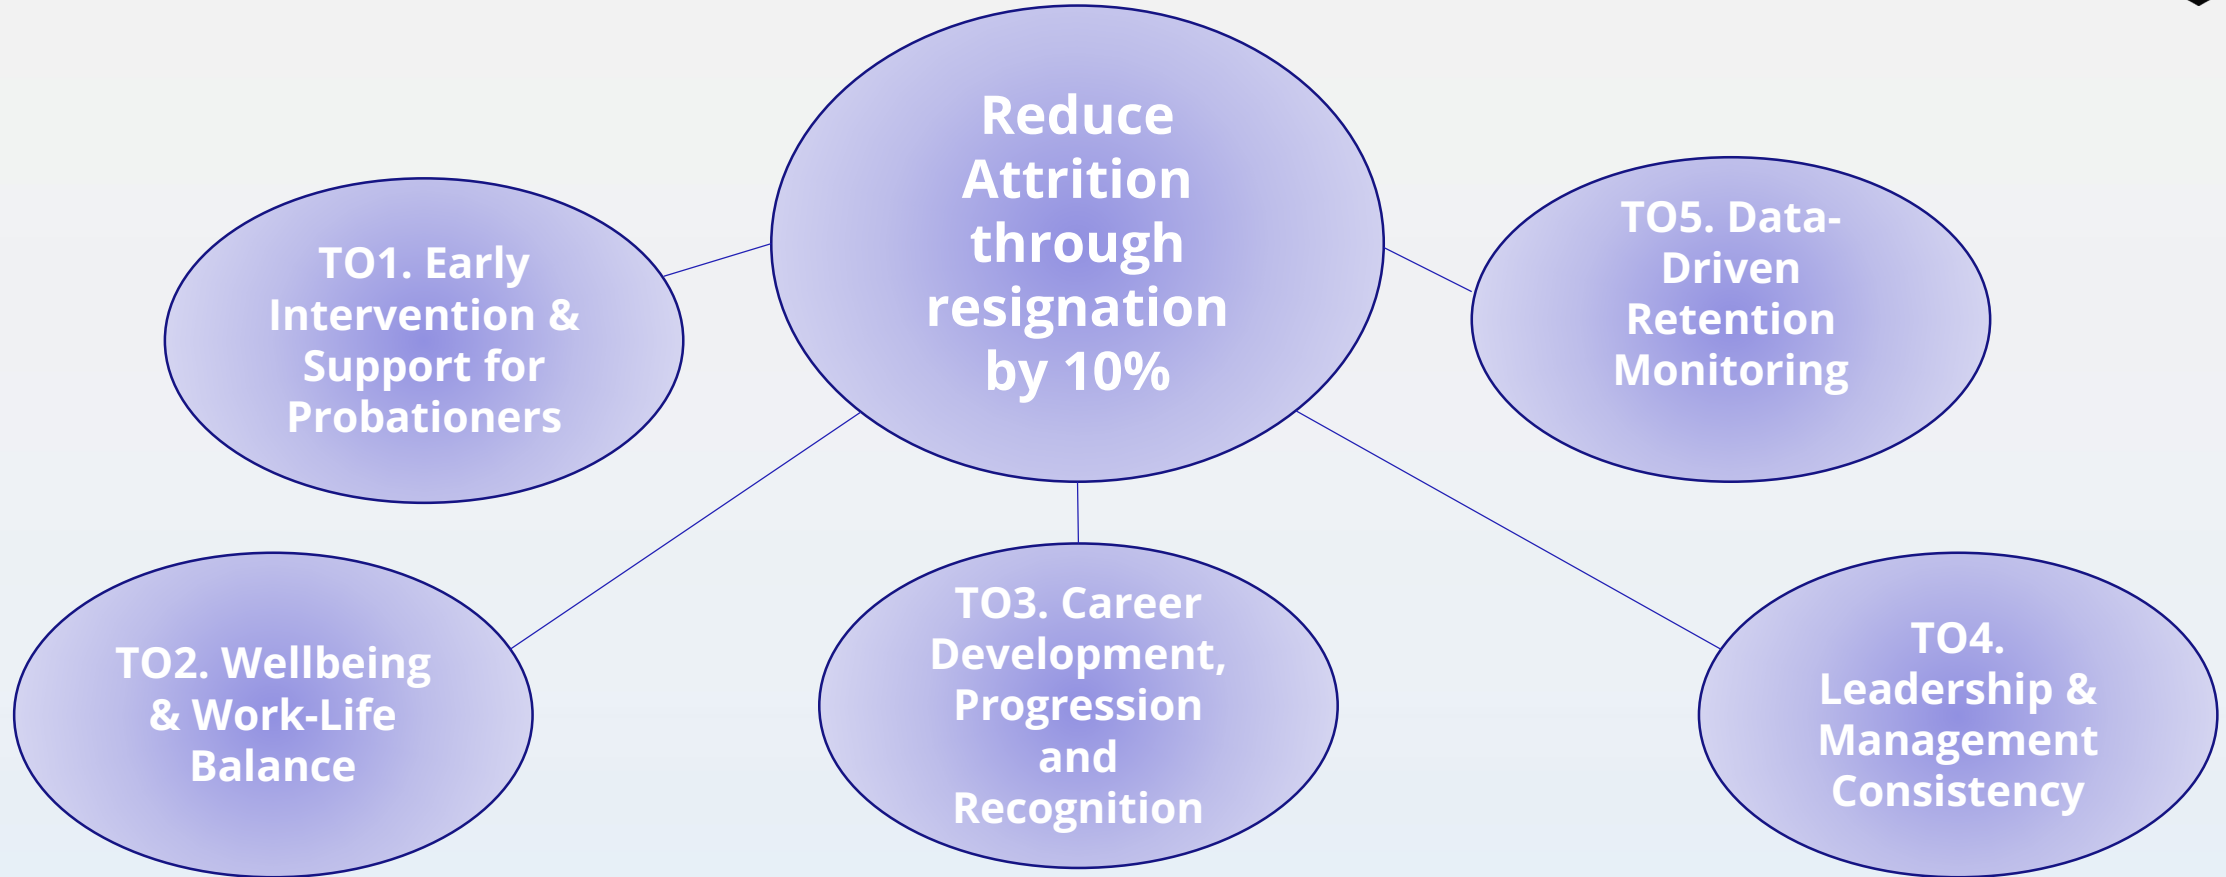 Reduce
Attrition
through
resignation
by 10%
TO1. Early
Intervention &
Support for
Probationers
TO2. Wellbeing
& Work-Life
Balance
TO3. Career
Development,
Progression
and
Recognition
TO4.
Leadership &
Management
Consistency
TO5. Data-
Driven
Retention
Monitoring